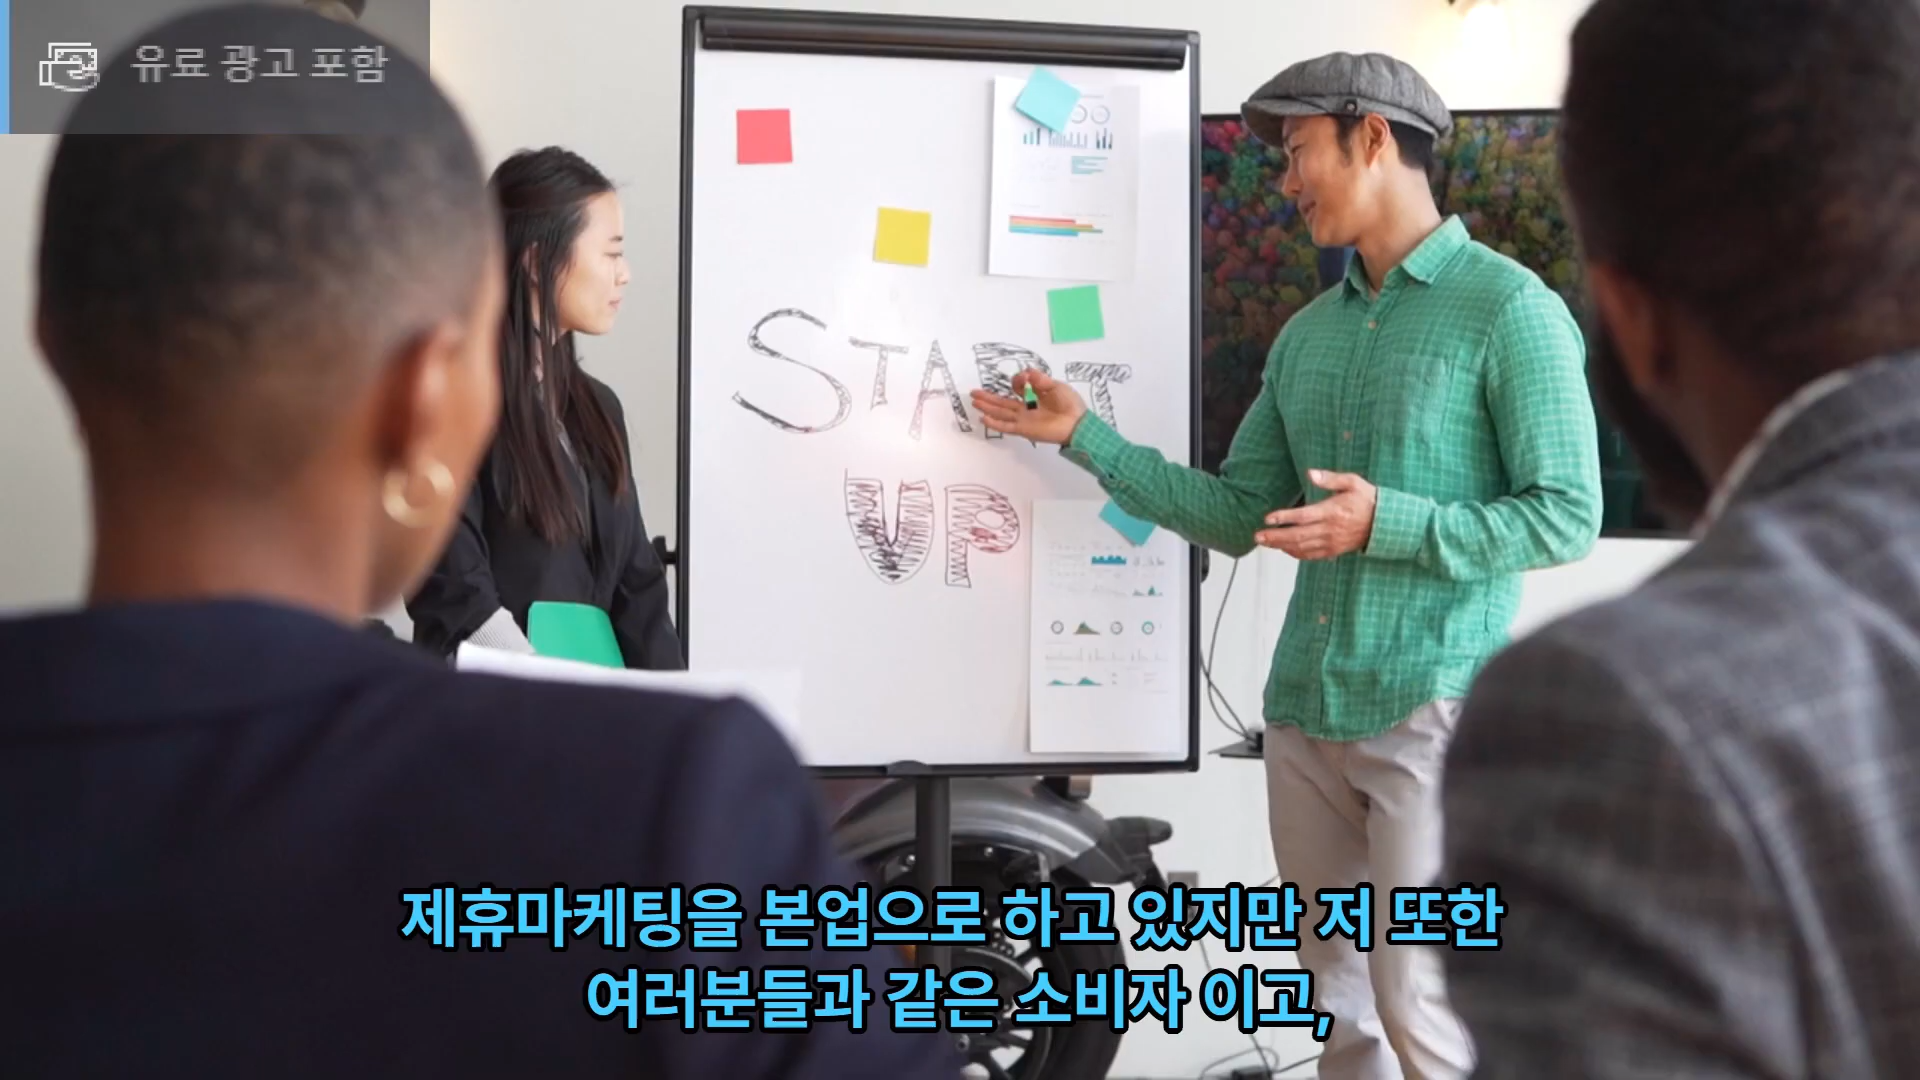 유료 광고 포함
START
UP
제휴마케팅을 본업으로 하고 있지만 저 또한
여러분들과 같은 소비자 이고,